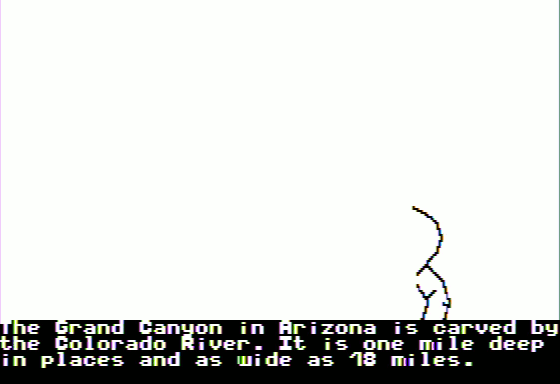 The Grand Canyon in Arizona is carved by
the Colorado River. It is one mile deep
in places and as wide as 18 miles.